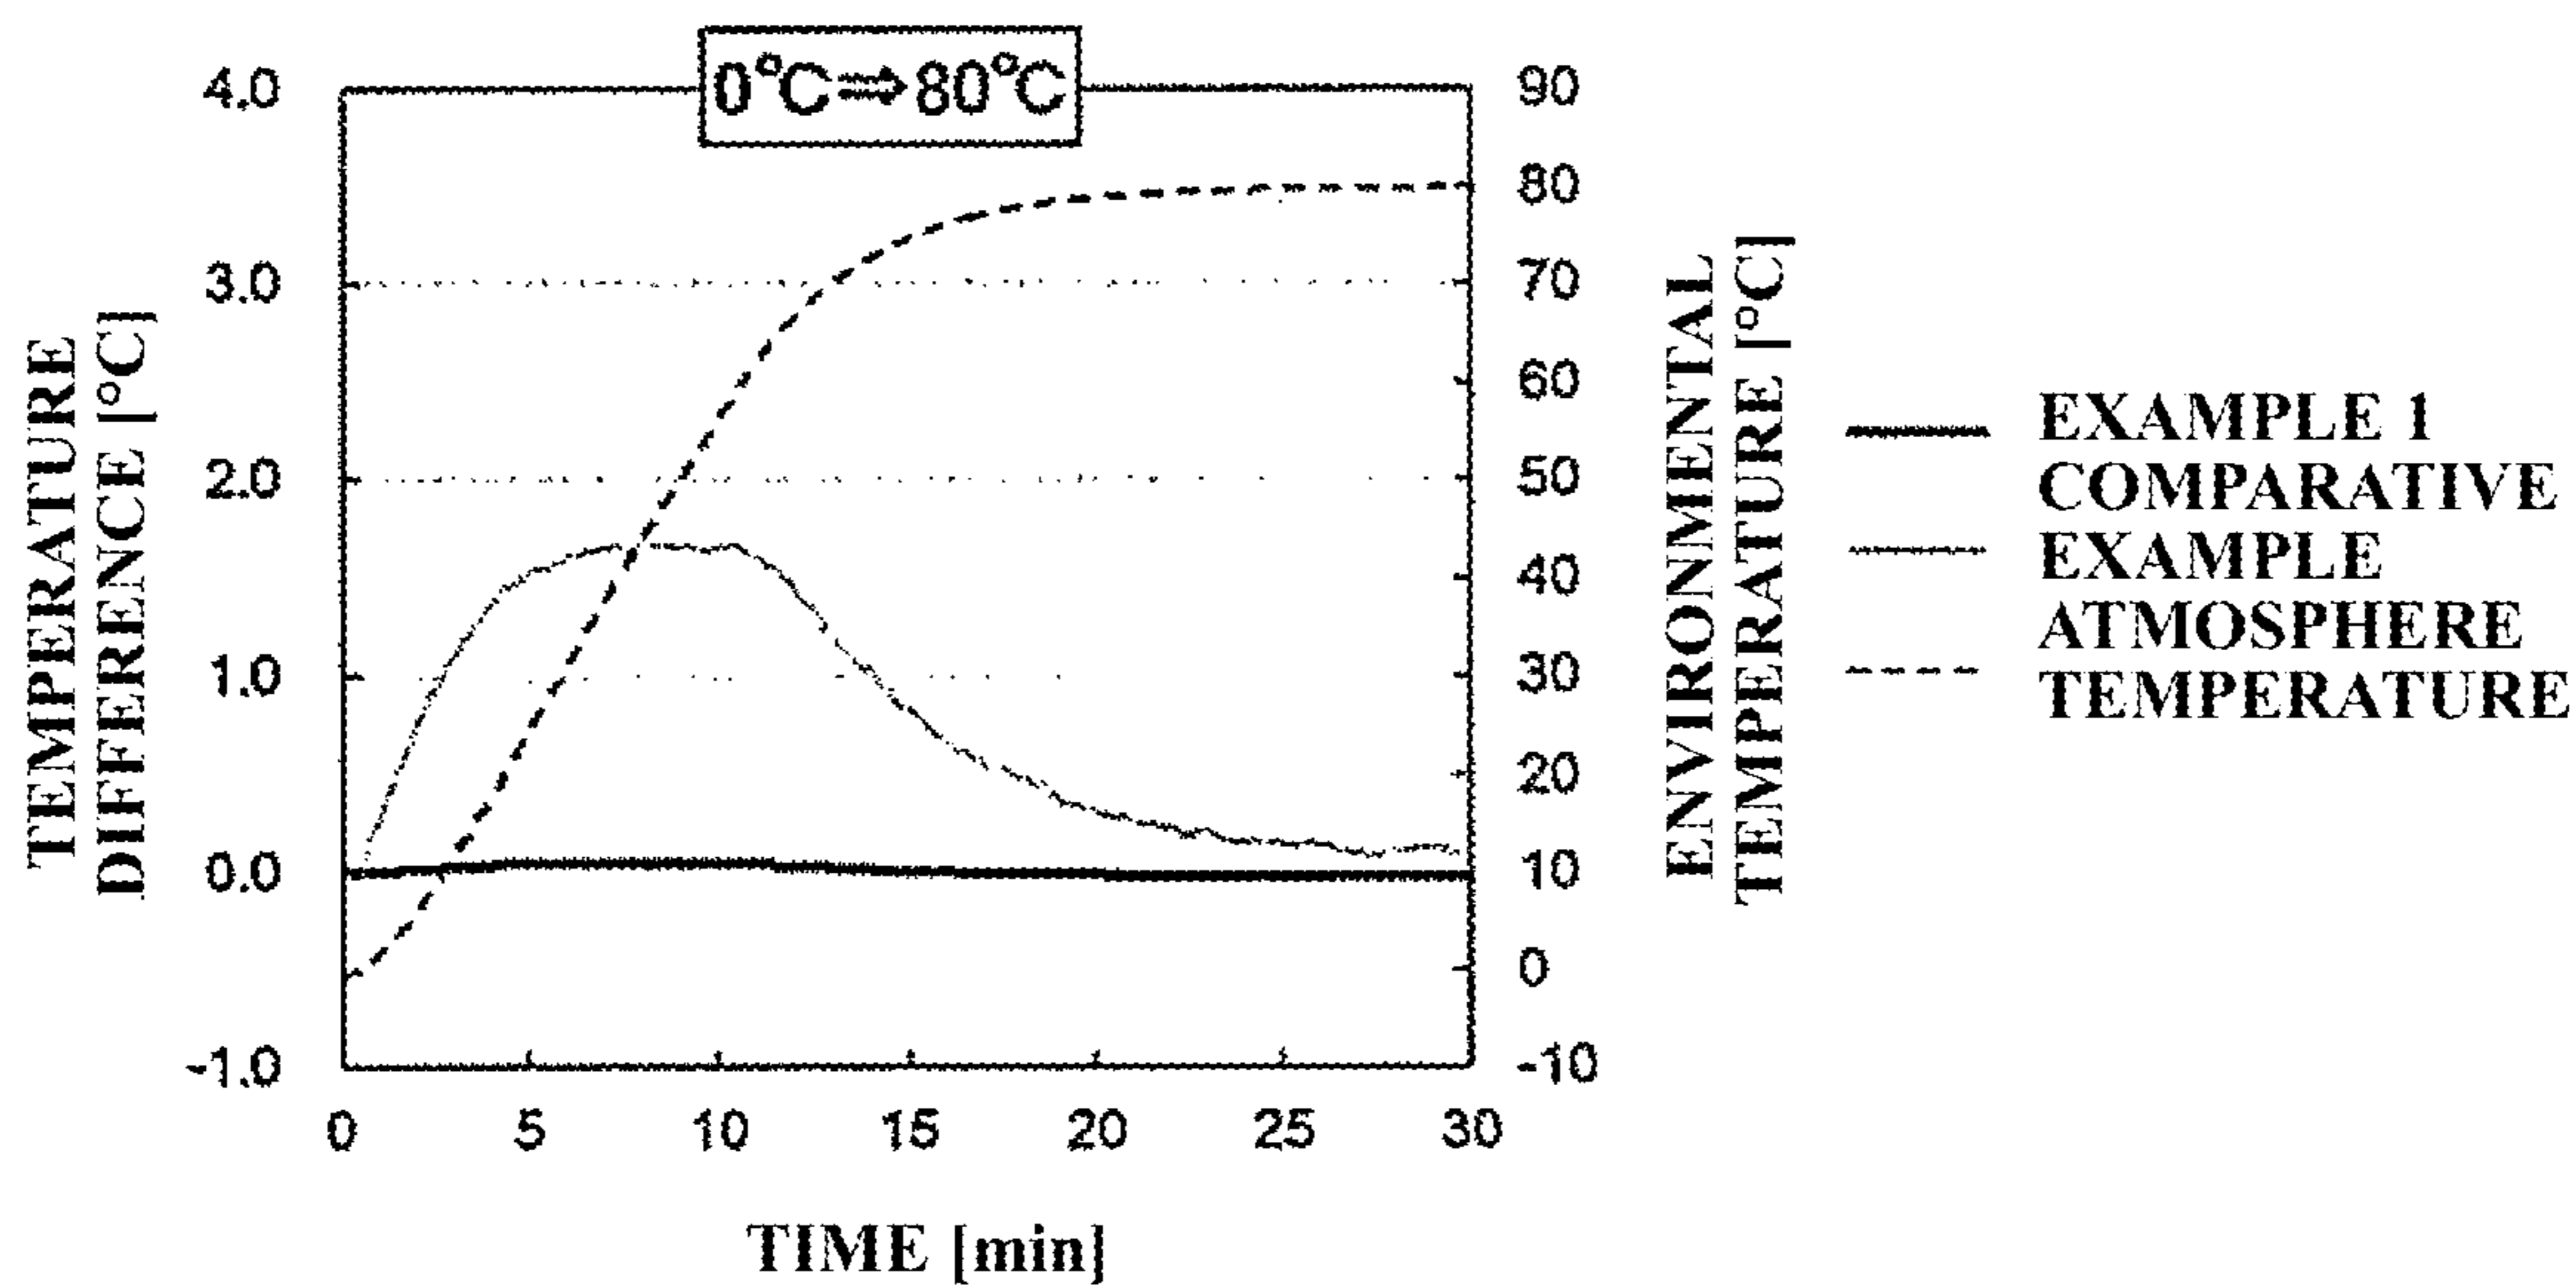 0°C⇒80°C
4.0
3.0
2.0
1.0
0.0
-1.0
TEMPERATURE
DIFFERENCE [°C]
90
80
70
60
50
40
30
20
10
0
-10
ENVIRONMENTAL
TEMPERATURE [°C]
0 5 10 15 20 25 30
TIME [min]
EXAMPLE 1
COMPARATIVE
EXAMPLE
ATMOSPHERE
TEMPERATURE